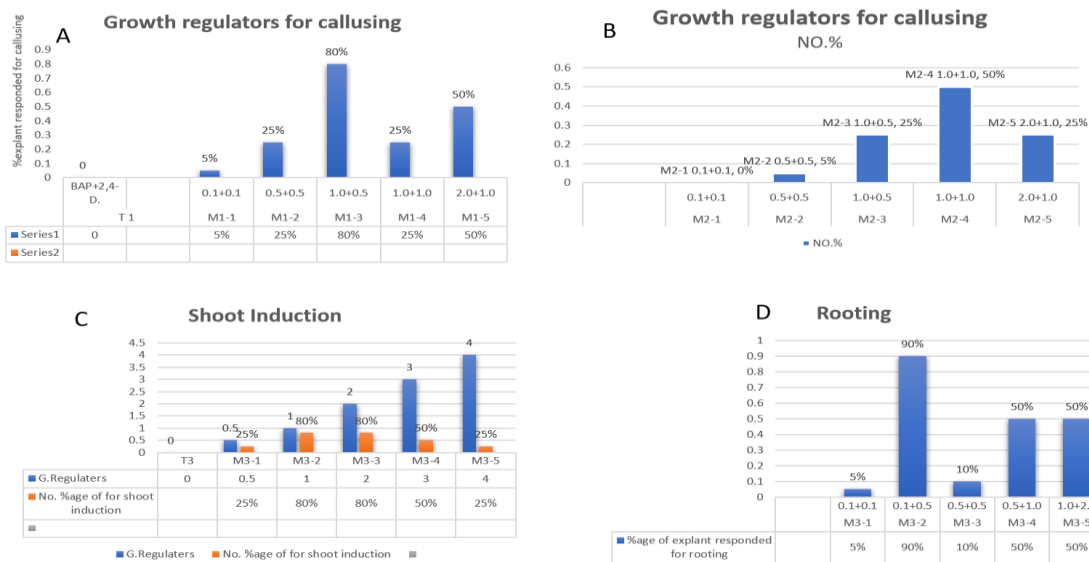 A
Growth regulators for callusing
%explant responded for callusing
0.9
0.8
0.7
0.6
0.5
0.4
0.3
0.2
0.1
0
0
5%
25%
80%
25%
50%
BAP+2,4-D.
0.1+0.1
0.5+0.5
1.0+0.5
1.0+1.0
2.0+1.0
T 1
M1-1
M1-2
M1-3
M1-4
M1-5
Series1 0 5% 25% 80% 25% 50%
Series2
B
Growth regulators for callusing
NO.%
0.6
0.5
0.4
0.3
0.2
0.1
0
M2-1 0.1+0.1, 0%
M2-2 0.5+0.5, 5%
M2-3 1.0+0.5, 25%
M2-4 1.0+1.0, 50%
M2-5 2.0+1.0, 25%
0.1+0.1
0.5+0.5
1.0+0.5
1.0+1.0
2.0+1.0
M2-1
M2-2
M2-3
M2-4
M2-5
NO.%
C
Shoot Induction
4.5
4
3.5
3
2.5
2
1.5
1
0.5
0
0
0.5
25%
1
80%
2
80%
3
50%
4
25%
T3
M3-1
M3-2
M3-3
M3-4
M3-5
G.Regulaters 0 0.5 1 2 3 4
No. %age of for shoot induction 25% 80% 80% 50% 25%
G.Regulaters
No. %age of for shoot induction
D
Rooting
1
0.9
0.8
0.7
0.6
0.5
0.4
0.3
0.2
0.1
0
5%
90%
10%
50%
50%
0.1+0.1
0.1+0.5
0.5+0.5
0.5+1.0
1.0+2.
M3-1
M3-2
M3-3
M3-4
M3-5
%age of explant responded for rooting 5% 90% 10% 50% 50%